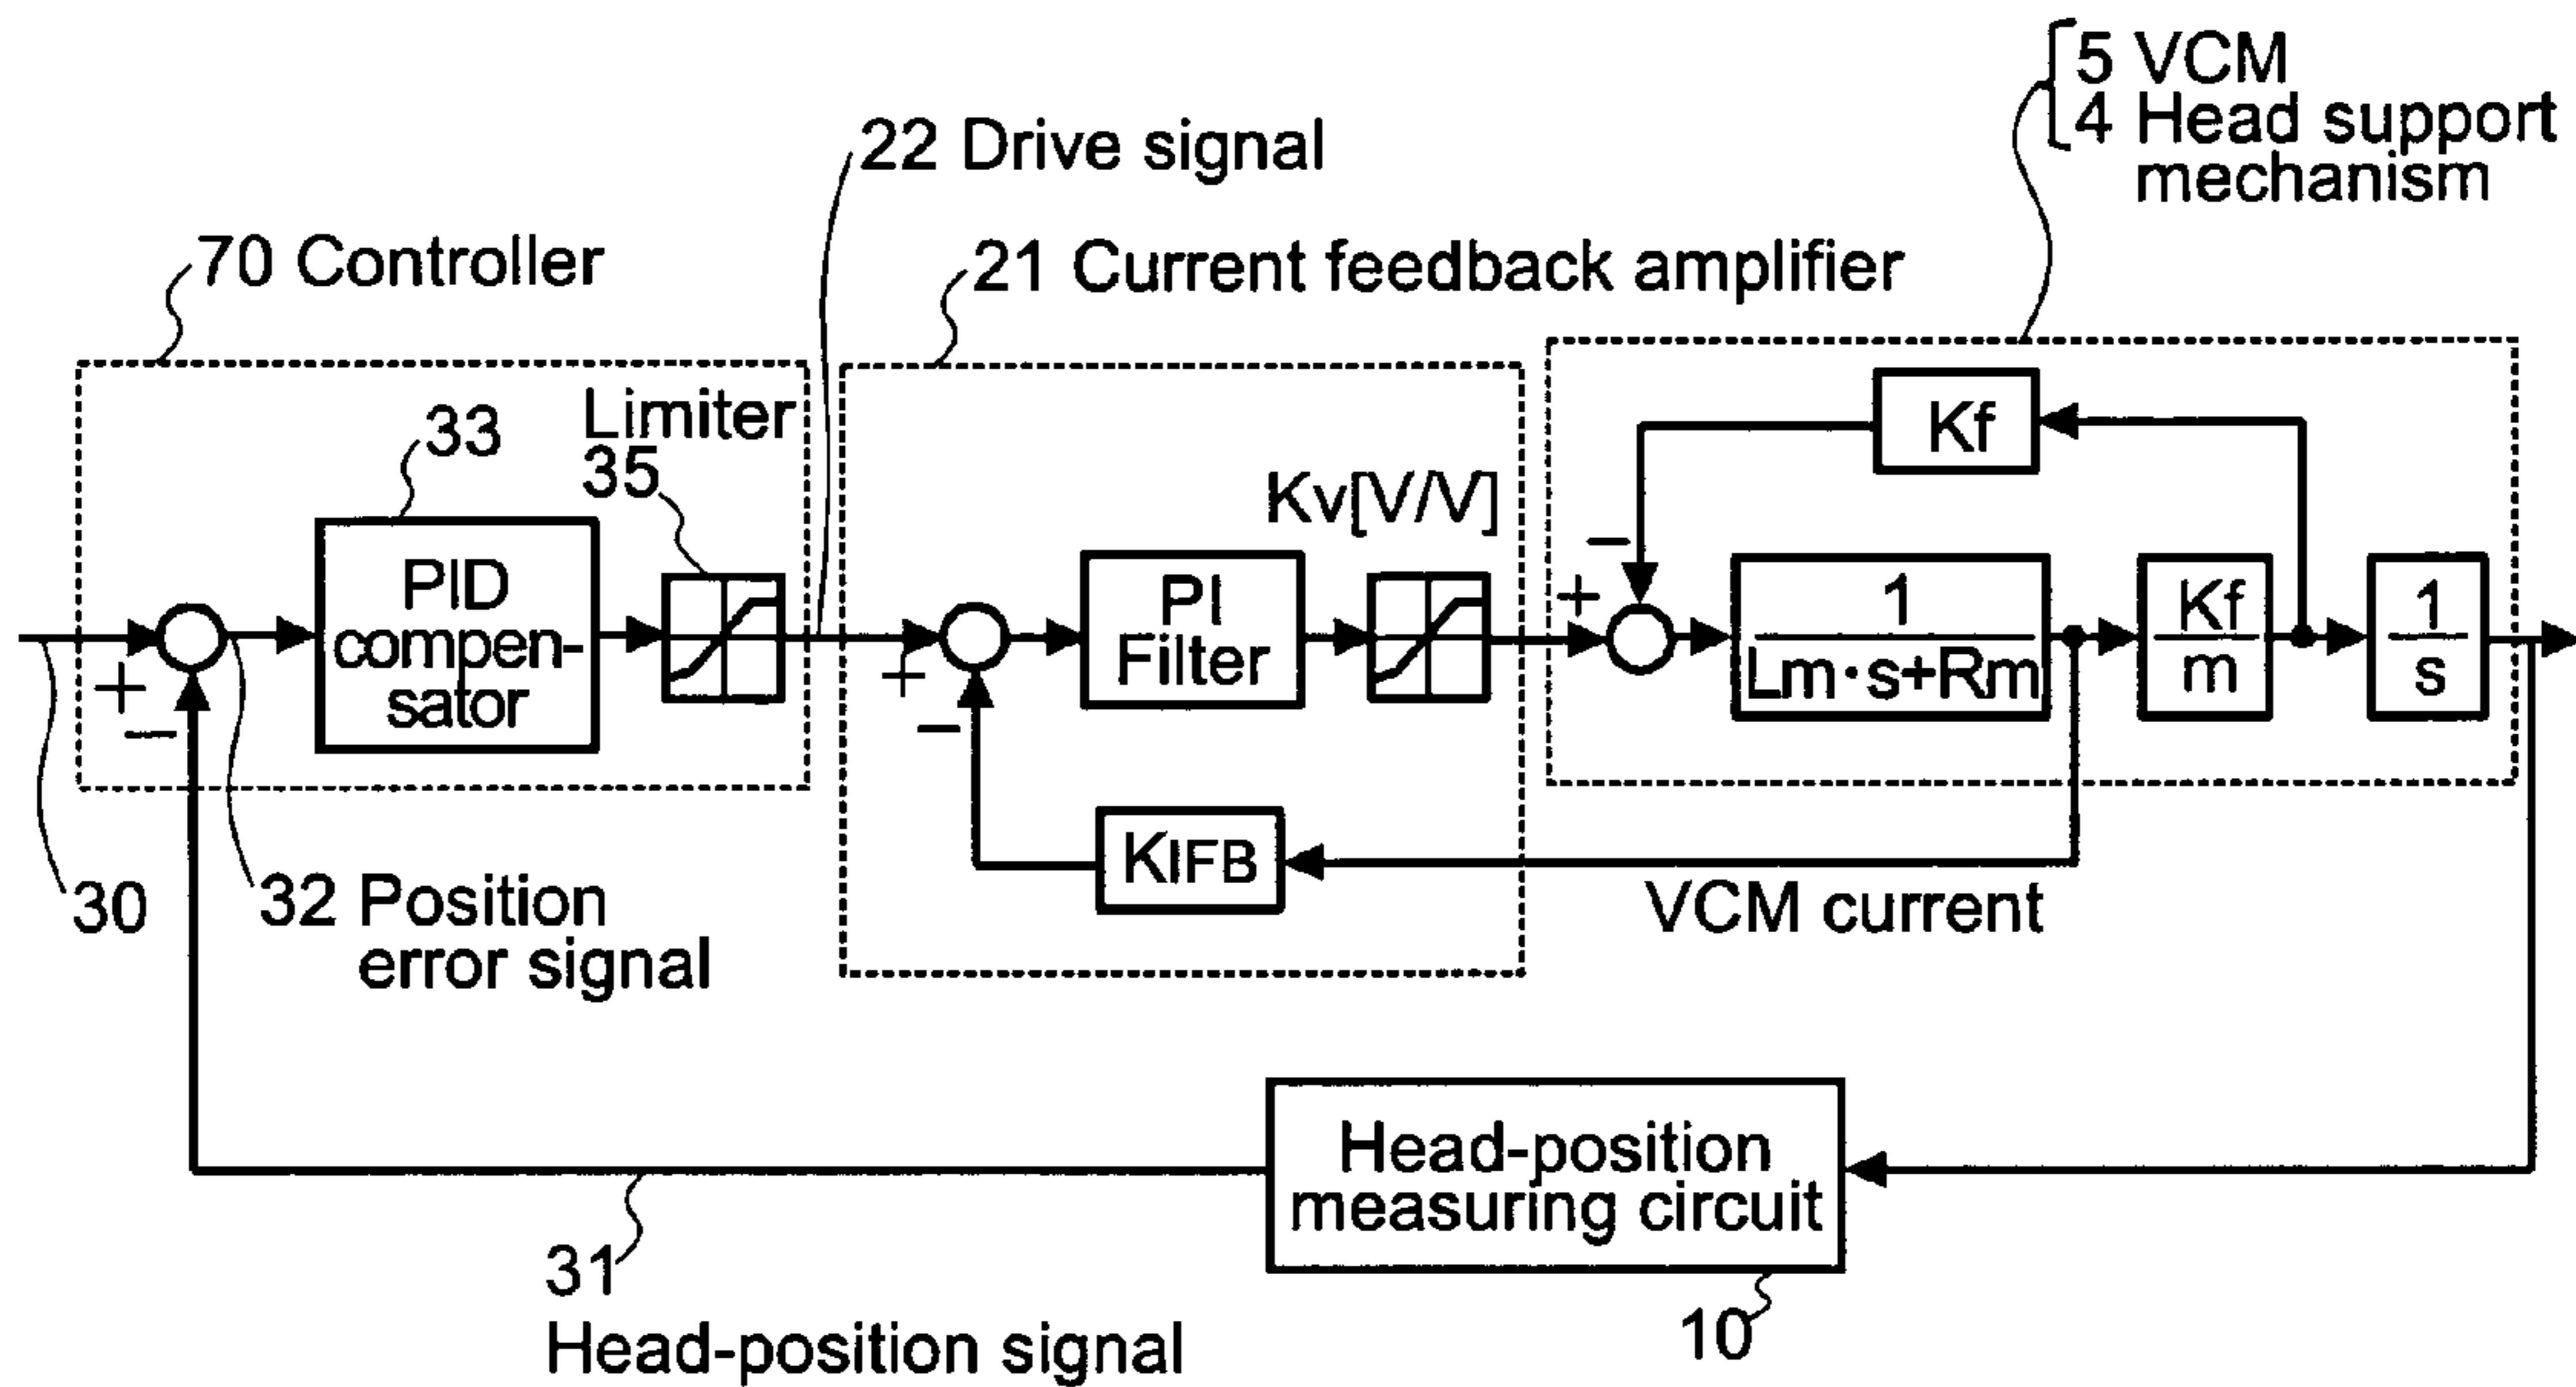 5 VCM
4 Head support
mechanism
22 Drive signal
70 Controller
21 Current feedback amplifier
Limiter
35
33
Kf
Kv[V/V]
PID
compen-
sator
+
−
PI
Filter
+
−
−
+
1
Lm·s+Rm
Kf
m
1
s
KIFB
VCM current
30
32 Position
error signal
Head-position
measuring circuit
31
Head-position signal
10